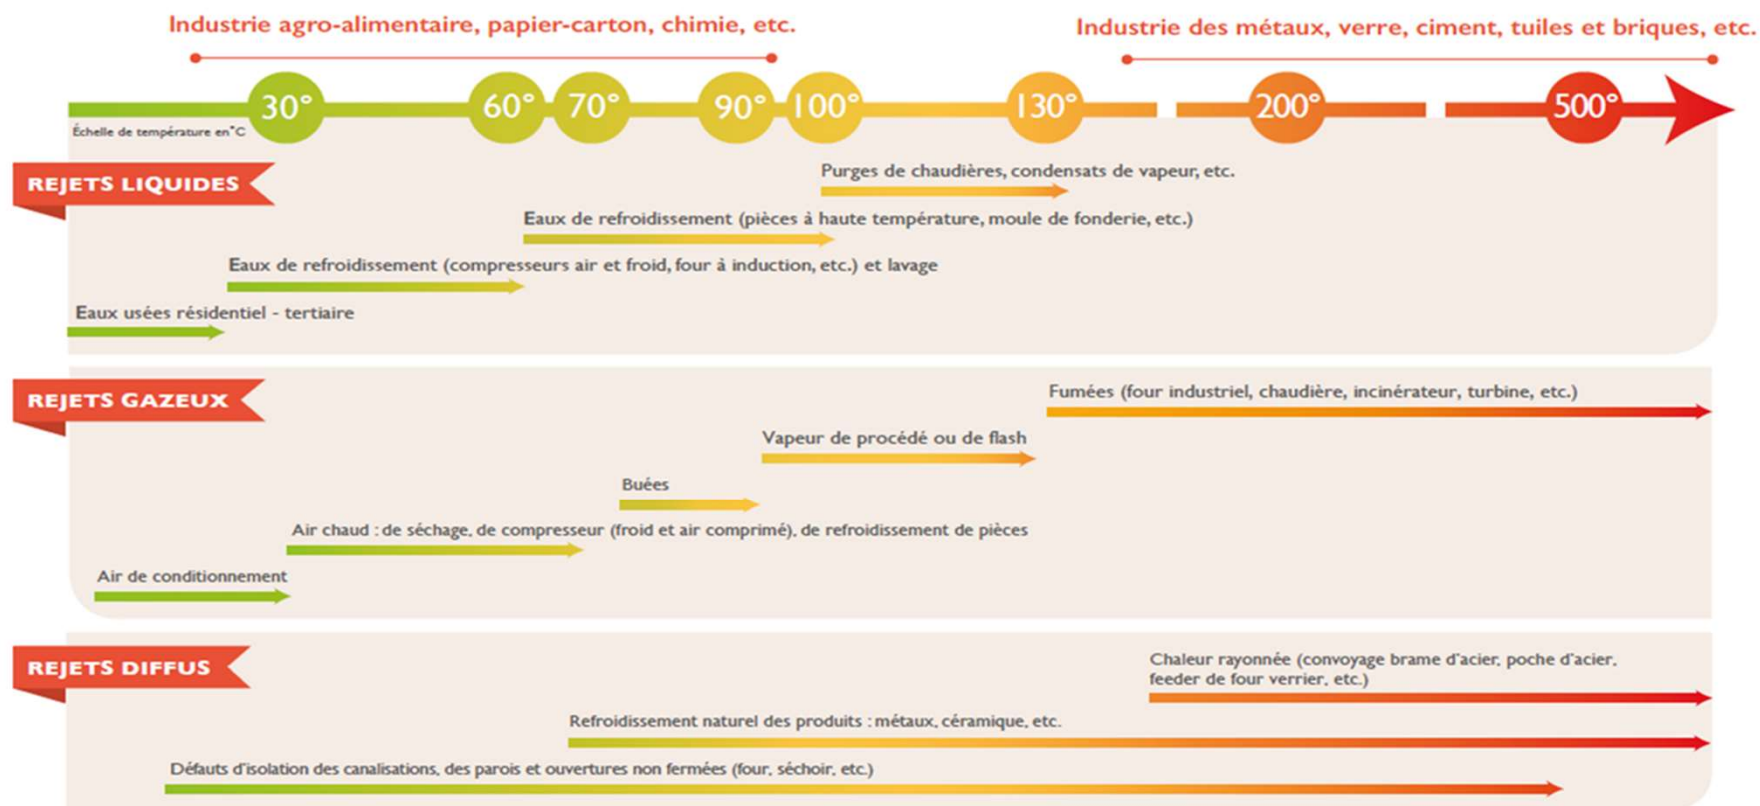 Industrie agro-alimentaire, papier-carton, chimie, etc.
Industrie des métaux, verre, ciment, tuiles et briques, etc.
30° 60° 70° 90° 100° 130° 200° 500°
Échelle de température en°C
REJETS LIQUIDES
Purges de chaudières, condensats de vapeur, etc.
Eaux de refroidissement (pièces à haute température, moule de fonderie, etc.)
Eaux de refroidissement (compresseurs air et froid, four à induction, etc.) et lavage
Eaux usées résidentiel - tertiaire
REJETS GAZEUX
Fumées (four industriel, chaudière, incinérateur, turbine, etc.)
Vapeur de procédé ou de flash
Buées
Air chaud : de séchage, de compresseur (froid et air comprimé), de refroidissement de pièces
Air de conditionnement
REJETS DIFFUS
Chaleur rayonnée (convoyage brame d'acier, poche d'acier,
feeder de four verrier, etc.)
Refroidissement naturel des produits : métaux, céramique, etc.
Défauts d'isolation des canalisations, des parois et ouvertures non fermées (four, séchoir, etc.)